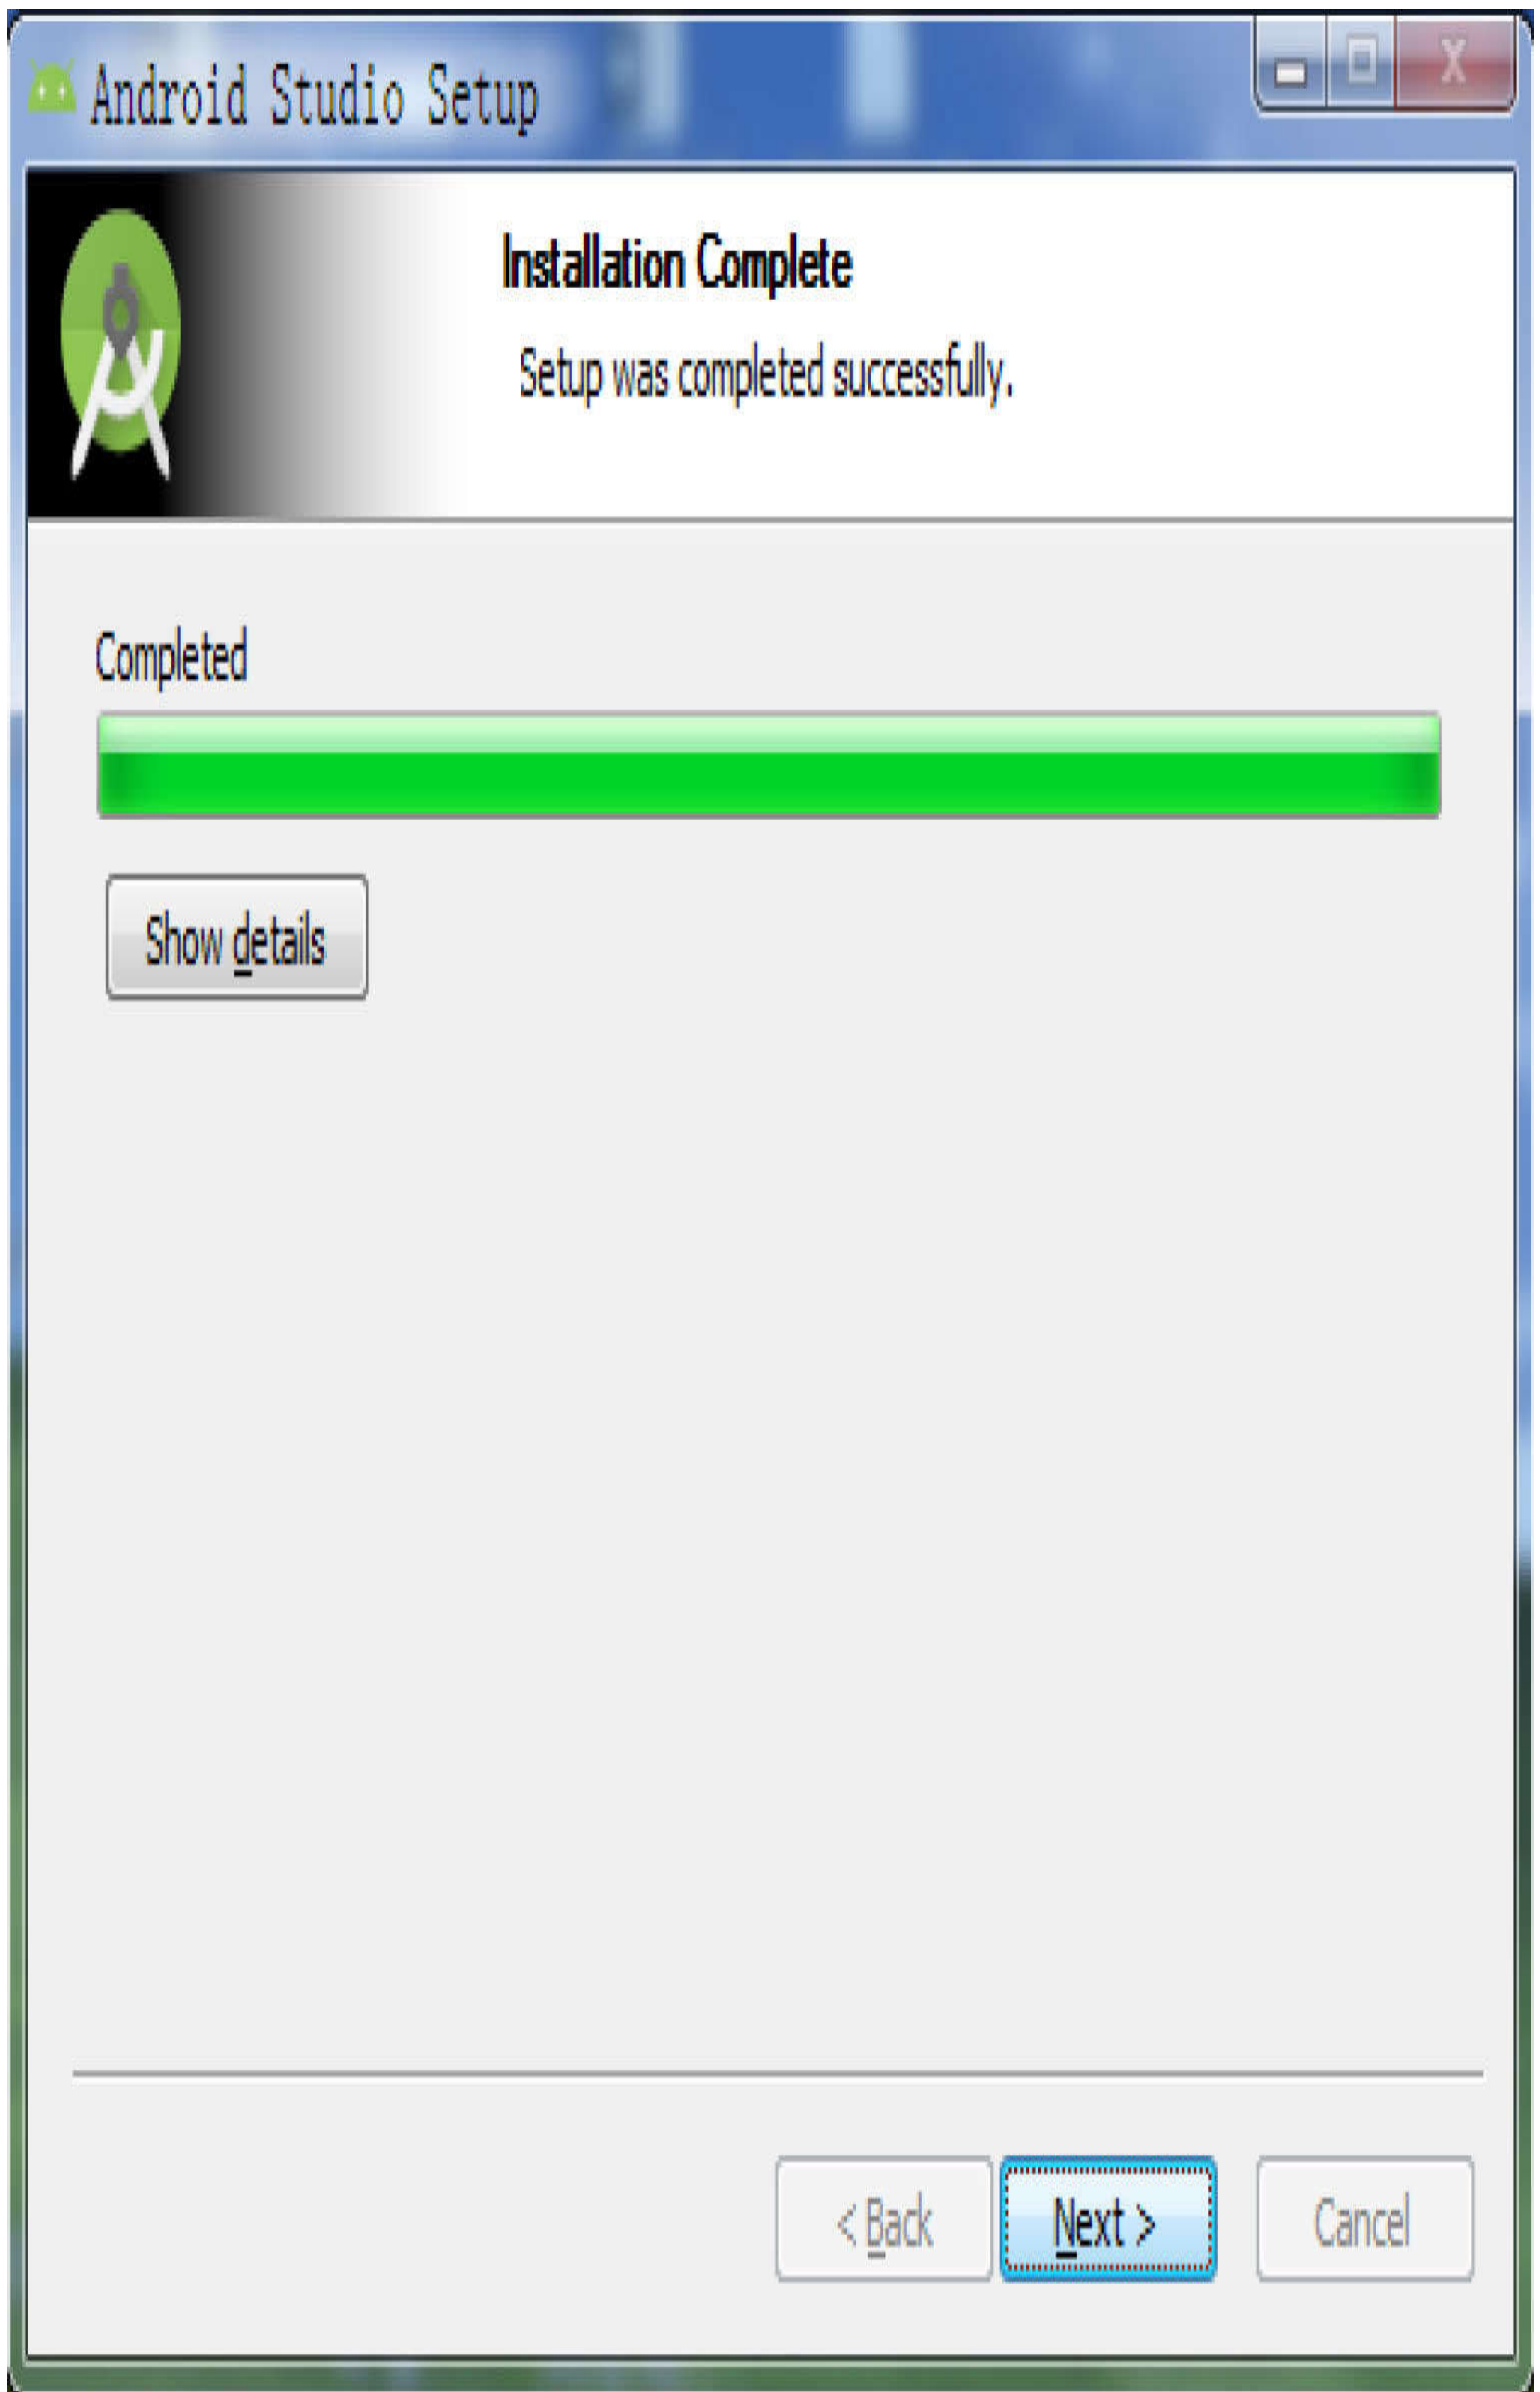 Android Studio Setup
Installation Complete
Setup was completed successfully.
Completed
Show details
< Back Next > Cancel